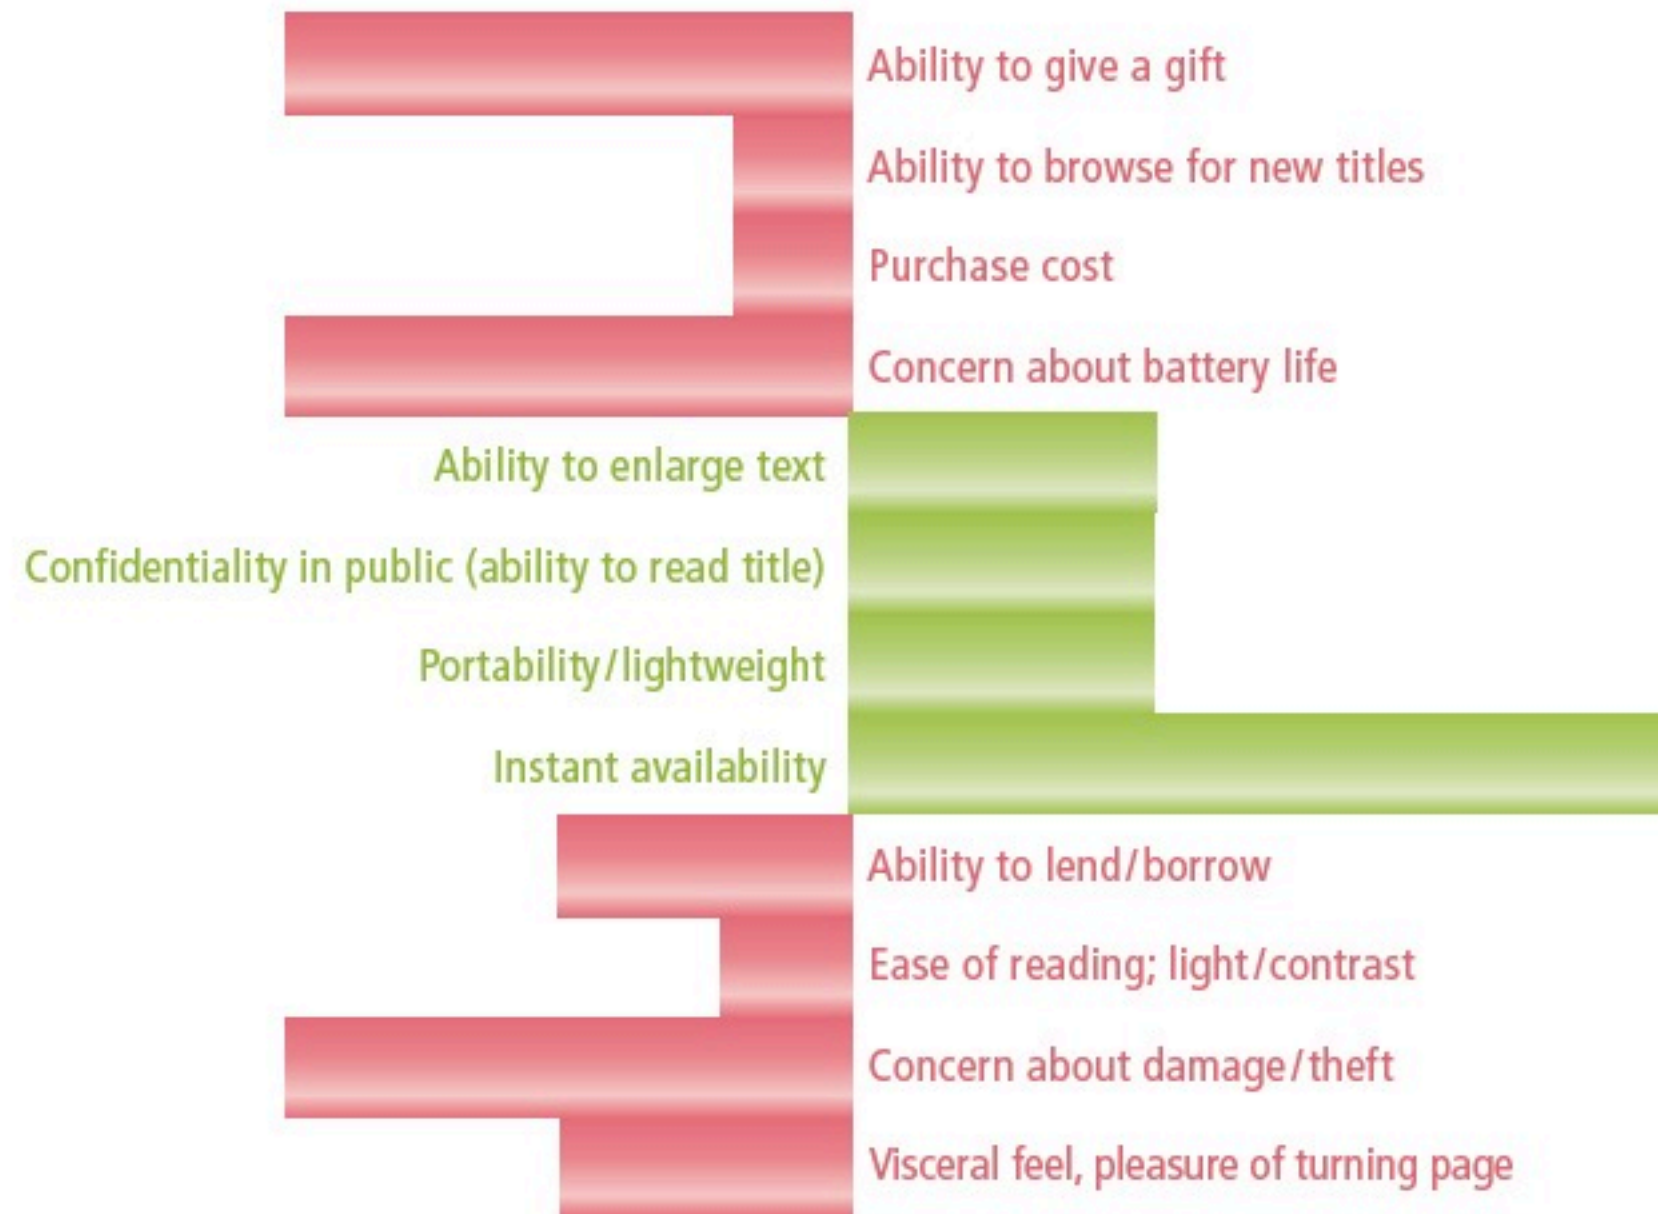 Ability to give a gift
Ability to browse for new titles
Purchase cost
Concern about battery life
Ability to enlarge text
Confidentiality in public (ability to read title)
Portability/lightweight
Instant availability
Ability to lend/borrow
Ease of reading; light/contrast
Concern about damage/theft
Visceral feel, pleasure of turning page